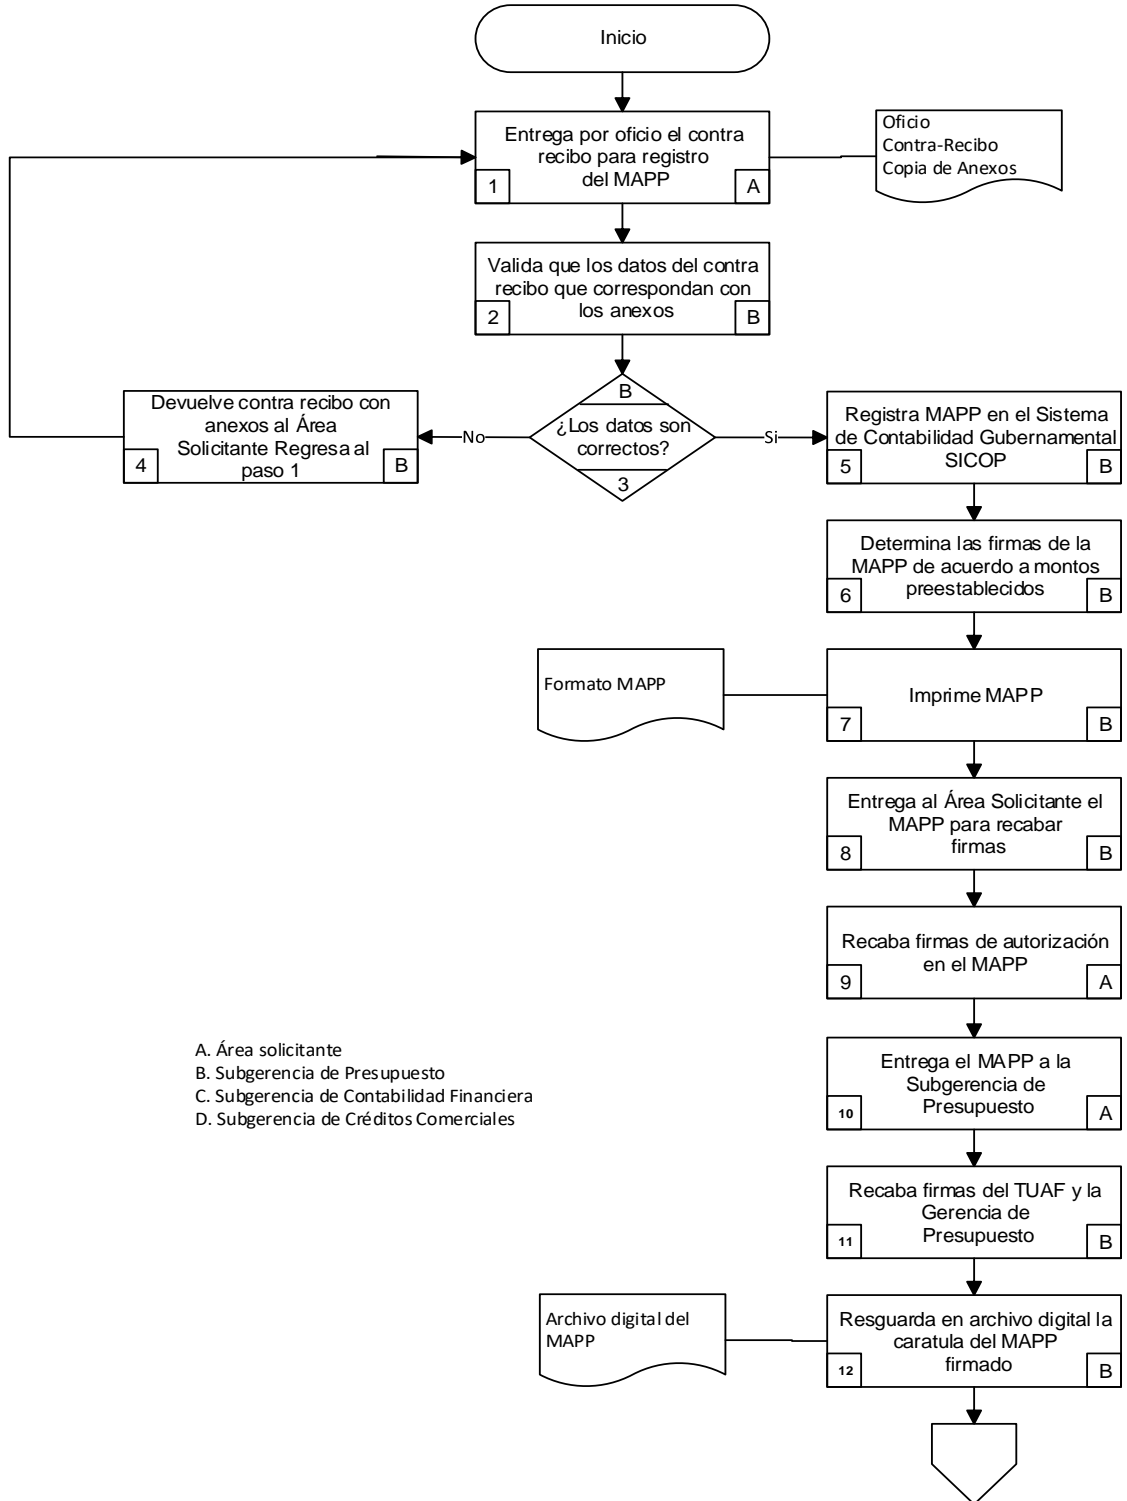 Inicio
Entrega por oficio el contra
recibo para registro
del MAPP
1
A
Oficio
Contra-Recibo
Copia de Anexos
Valida que los datos del contra
recibo que correspondan con
los anexos
2
B
B
¿Los datos son
correctos?
3
No
Si
Devuelve contra recibo con
anexos al Área
Solicitante Regresa al
paso 1
4
B
Registra MAPP en el Sistema
de Contabilidad Gubernamental
SICOP
5
B
Determina las firmas de la
MAPP de acuerdo a montos
preestablecidos
6
B
Formato MAPP
Imprime MAPP
7
B
Entrega al Área Solicitante el
MAPP para recabar
firmas
8
B
Recaba firmas de autorización
en el MAPP
9
A
A. Área solicitante
B. Subgerencia de Presupuesto
C. Subgerencia de Contabilidad Financiera
D. Subgerencia de Créditos Comerciales
Entrega el MAPP a la
Subgerencia de
Presupuesto
10
A
Recaba firmas del TUAF y la
Gerencia de
Presupuesto
11
B
Archivo digital del
MAPP
Resguarda en archivo digital la
caratula del MAPP
firmado
12
B